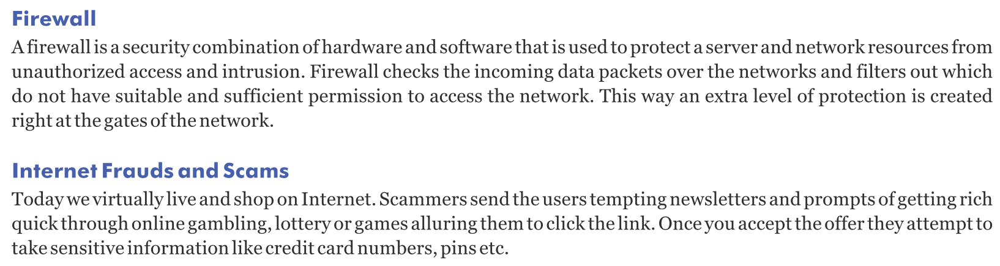 Firewall
A firewall is a security combination of hardware and software that is used to protect a server and network resources from
unauthorized access and intrusion. Firewall checks the incoming data packets over the networks and filters out which
do not have suitable and sufficient permission to access the network. This way an extra level of protection is created
right at the gates of the network.
Internet Frauds and Scams
Today we virtually live and shop on Internet. Scammers send the users tempting newsletters and prompts of getting rich
quick through online gambling, lottery or games alluring them to click the link. Once you accept the offer they attempt to
take sensitive information like credit card numbers, pins etc.